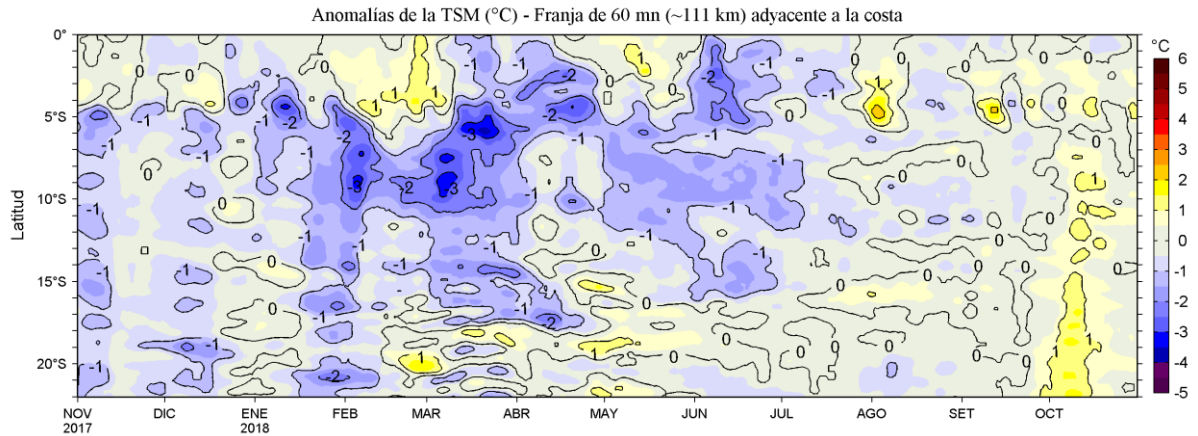 Anomalías de la TSM (°C) - Franja de 60 mn (~111 km) adyacente a la costa
°C
Latitud
0°
5°S
10°S
15°S
20°S
6
5
4
3
2
1
0
-1
-2
-3
-4
-5
NOV DIC ENE FEB MAR ABR MAY JUN JUL AGO SET OCT
2017 2018